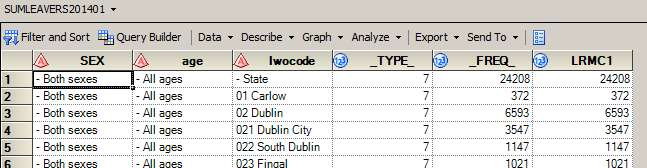 SUMLEAVERS201401
Filter and Sort Query Builder Data Describe Graph Analyze Export Send To
SEX age lwocode _TYPE_ _FREQ_ LRMC1
1 - Both sexes - All ages - State 7 24208 24208
2 - Both sexes - All ages 01 Carlow 7 372 372
3 - Both sexes - All ages 02 Dublin 7 6593 6593
4 - Both sexes - All ages 021 Dublin City 7 3547 3547
5 - Both sexes - All ages 022 South Dublin 7 1147 1147
6 - Both sexes - All ages 023 Fingal 7 1021 1021